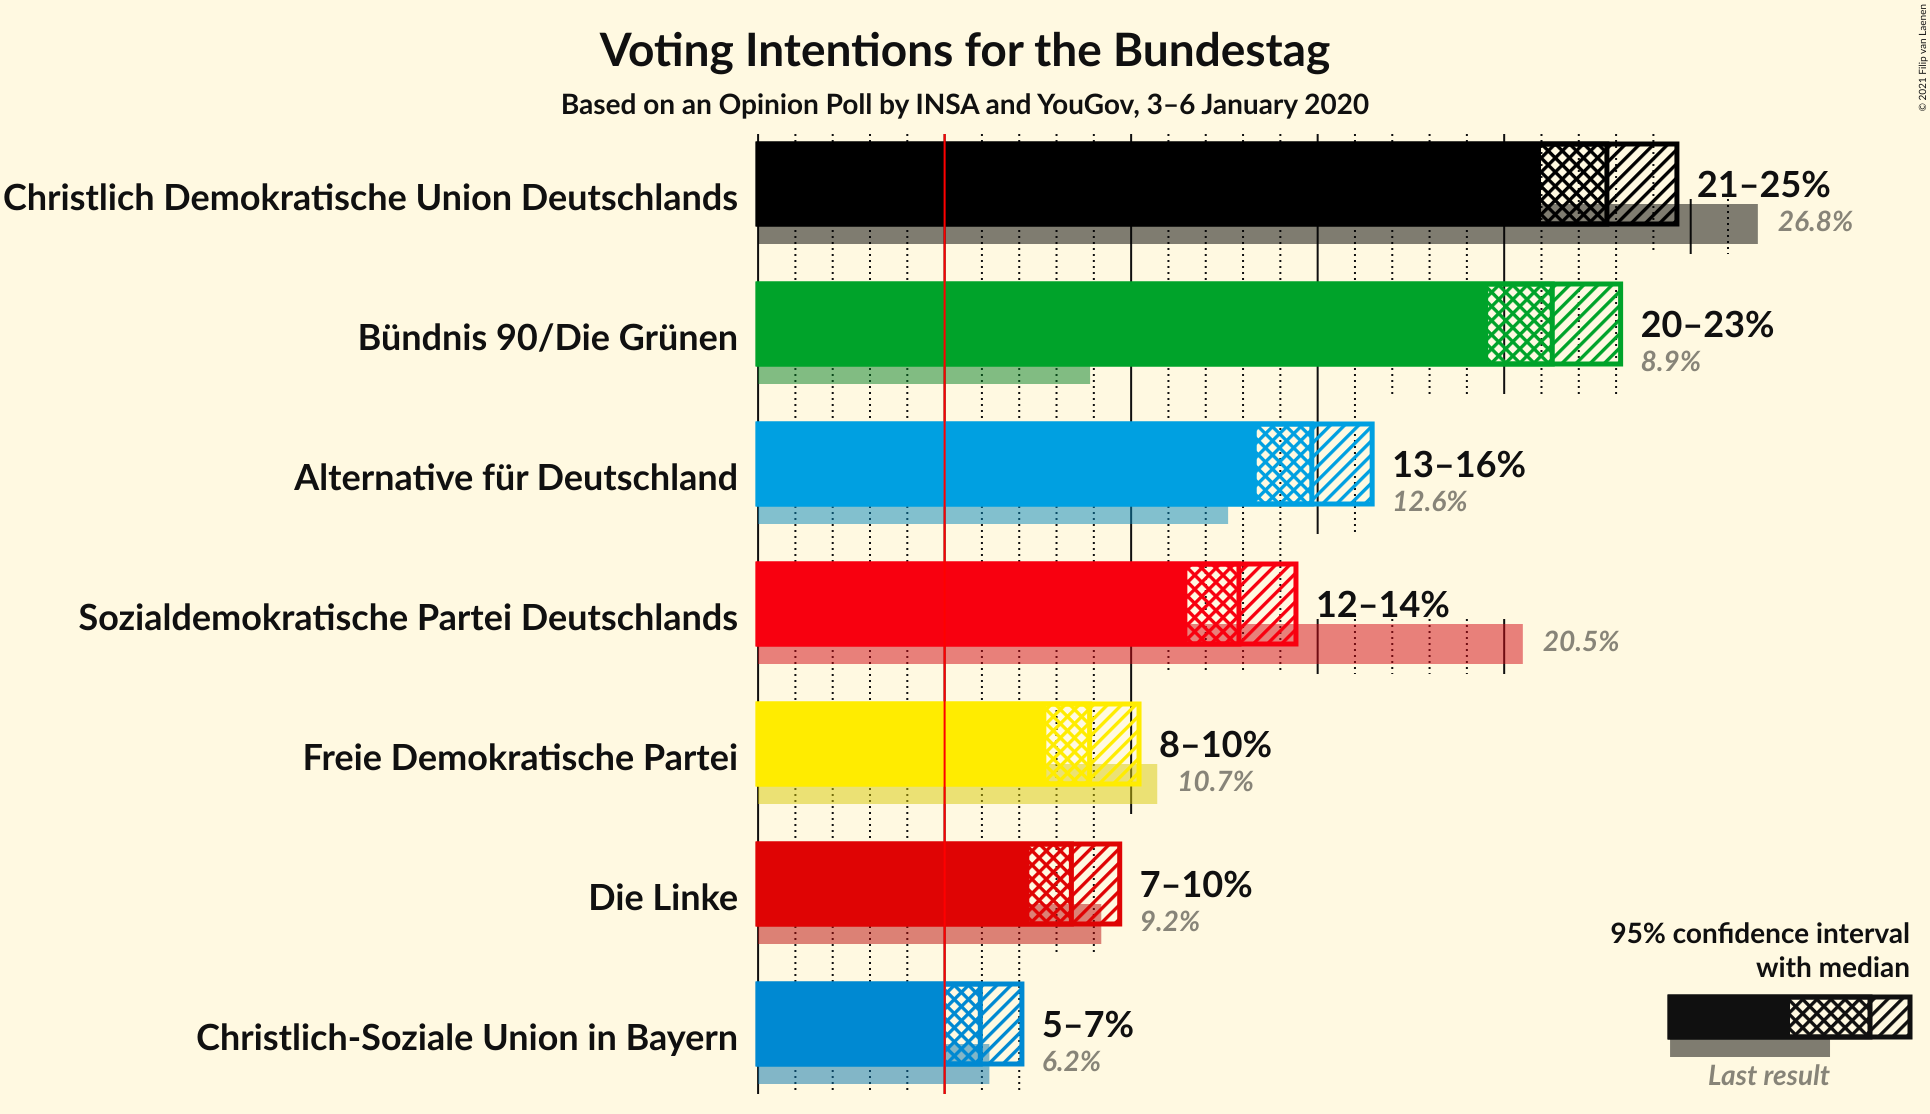 Voting Intentions for the Bundestag
Based on an Opinion Poll by INSA and YouGov, 3–6 January 2020
© 2021 Filip van Laenen
Christlich Demokratische Union Deutschlands
21–25%
26.8%
Bündnis 90/Die Grünen
20–23%
8.9%
Alternative für Deutschland
13–16%
12.6%
Sozialdemokratische Partei Deutschlands
12–14%
20.5%
Freie Demokratische Partei
8–10%
10.7%
Die Linke
7–10%
9.2%
Christlich-Soziale Union in Bayern
5–7%
6.2%
95% confidence interval
with median
Last result